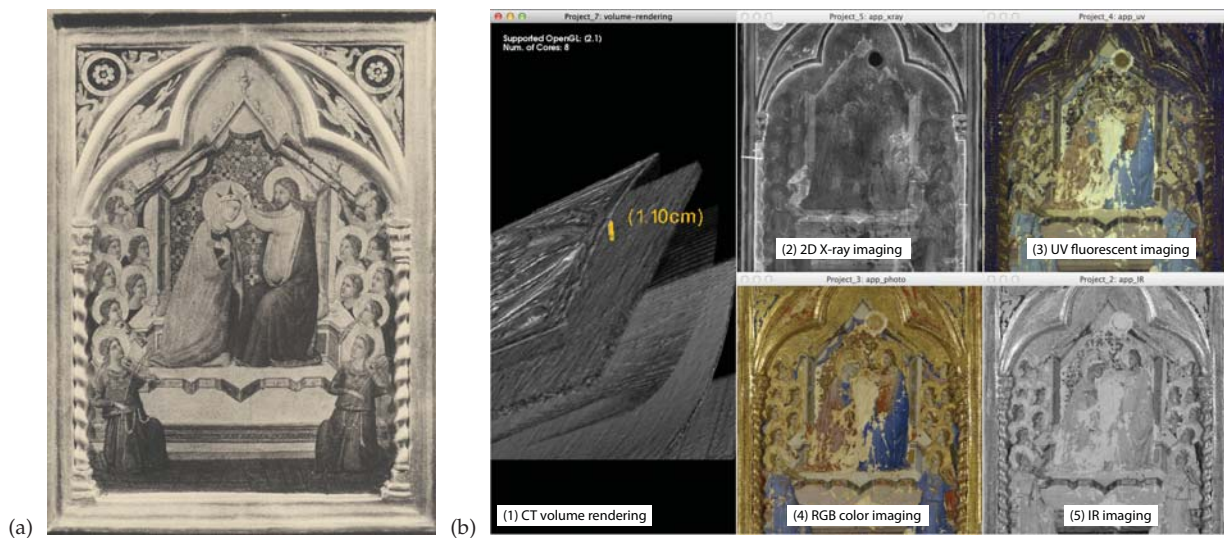 (a)
(b)
Project_7: volume-rendering
Supported OpenGL: (2.1)
Num. of Cores: 8
(1.10cm)
(1) CT volume rendering
Project_5: app_xray
(2) 2D X-ray imaging
Project_4: app_uv
(3) UV fluorescent imaging
Project_3: app_photo
(4) RGB color imaging
Project_2: app_IR
(5) IR imaging